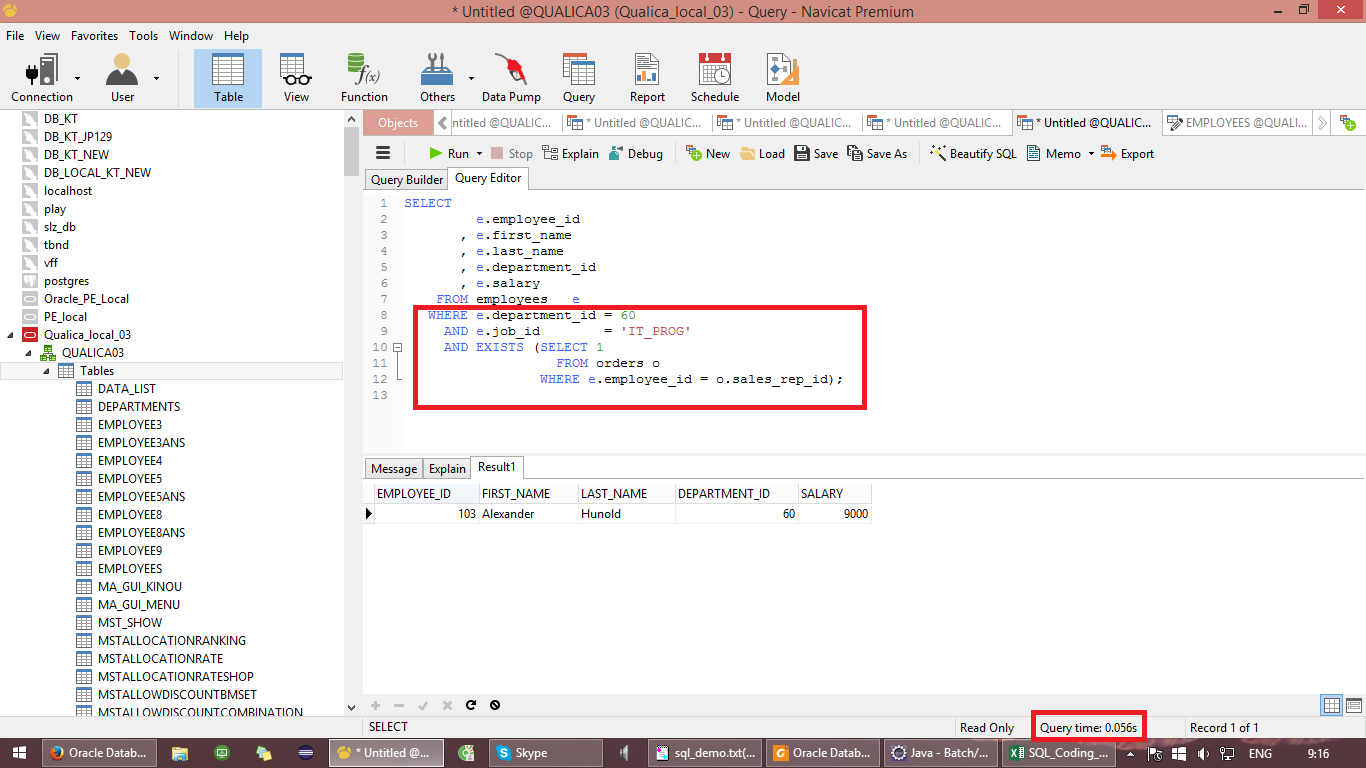 * Untitled @QUALICA03 (Qualica_local_03) - Query - Navicat Premium
File View Favorites Tools Window Help
Connection User Table View Function Others Data Pump Query Report Schedule Model
DB_KT
DB_KT_JP129
DB_KT_NEW
DB_LOCAL_KT_NEW
localhost
play
slz_db
tbnd
vff
postgres
Oracle_PE_Local
PE_local
Qualica_local_03
QUALICA03
Tables
DATA_LIST
DEPARTMENTS
EMPLOYEE3
EMPLOYEE3ANS
EMPLOYEE4
EMPLOYEE5
EMPLOYEE5ANS
EMPLOYEE8
EMPLOYEE8ANS
EMPLOYEE9
EMPLOYEES
MA_GUI_KINOU
MA_GUI_MENU
MST_SHOW
MSTALLOCATIONRANKING
MSTALLOCATIONRATE
MSTALLOCATIONRATESHOP
MSTALLOWDISCOUNTBMSET
MSTALLOWDISCOUNTCOMBINATION
Objects ntitled @QUALIC... * Untitled @QUALIC... * Untitled @QUALIC... * Untitled @QUALIC... * Untitled @QUALIC... EMPLOYEES @QUALI...
Run Stop Explain Debug New Load Save Save As Beautify SQL Memo Export
Query Builder Query Editor
1 SELECT
2 e.employee_id
3 , e.first_name
4 , e.last_name
5 , e.department_id
6 , e.salary
7 FROM employees e
8 WHERE e.department_id = 60
9 AND e.job_id = 'IT_PROG'
10 AND EXISTS (SELECT 1
11 FROM orders o
12 WHERE e.employee_id = o.sales_rep_id);
13
Message Explain Result1
EMPLOYEE_ID FIRST_NAME LAST_NAME DEPARTMENT_ID SALARY
103 Alexander Hunold 60 9000
SELECT Read Only Query time: 0.056s Record 1 of 1
Oracle Datab... * Untitled @... Skype sql_demo.txt(... Oracle Datab... Java - Batch/... SQL_Coding_... ENG 9:16